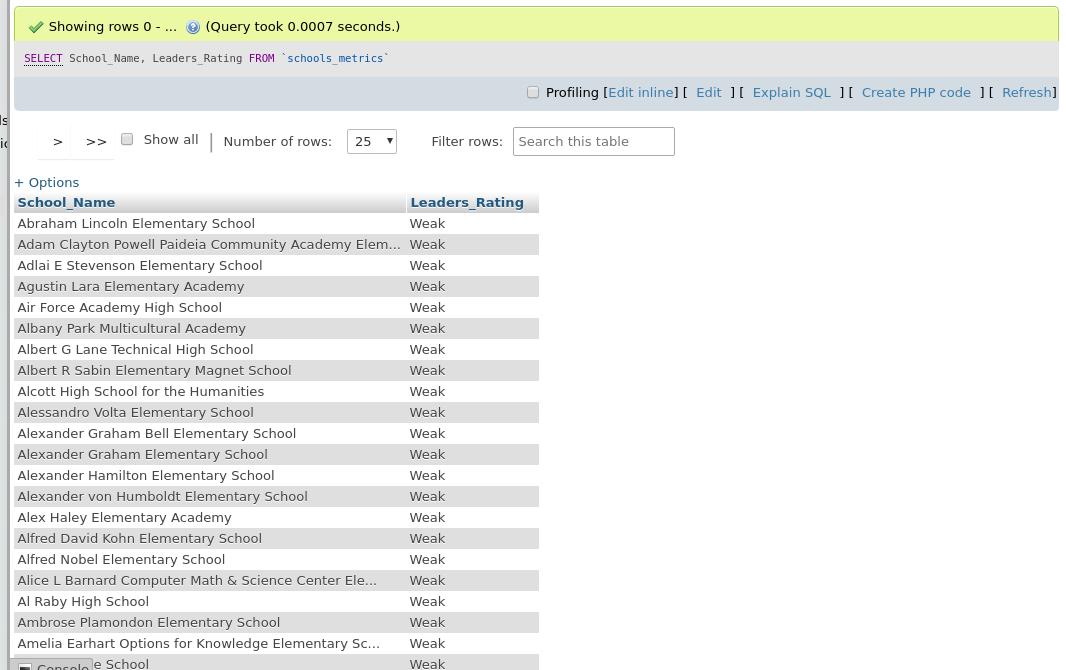 Showing rows 0 - ... (Query took 0.0007 seconds.)
SELECT School_Name, Leaders_Rating FROM `schools_metrics`
Profiling [Edit inline] [ Edit ] [ Explain SQL ] [ Create PHP code ] [ Refresh]
> >> Show all | Number of rows: 25 Filter rows: Search this table
+ Options
School_Name Leaders_Rating
Abraham Lincoln Elementary School Weak
Adam Clayton Powell Paideia Community Academy Elem... Weak
Adlai E Stevenson Elementary School Weak
Agustin Lara Elementary Academy Weak
Air Force Academy High School Weak
Albany Park Multicultural Academy Weak
Albert G Lane Technical High School Weak
Albert R Sabin Elementary Magnet School Weak
Alcott High School for the Humanities Weak
Alessandro Volta Elementary School Weak
Alexander Graham Bell Elementary School Weak
Alexander Graham Elementary School Weak
Alexander Hamilton Elementary School Weak
Alexander von Humboldt Elementary School Weak
Alex Haley Elementary Academy Weak
Alfred David Kohn Elementary School Weak
Alfred Nobel Elementary School Weak
Alice L Barnard Computer Math & Science Center Ele... Weak
Al Raby High School Weak
Ambrose Plamondon Elementary School Weak
Amelia Earhart Options for Knowledge Elementary Sc... Weak
e School Weak
Console